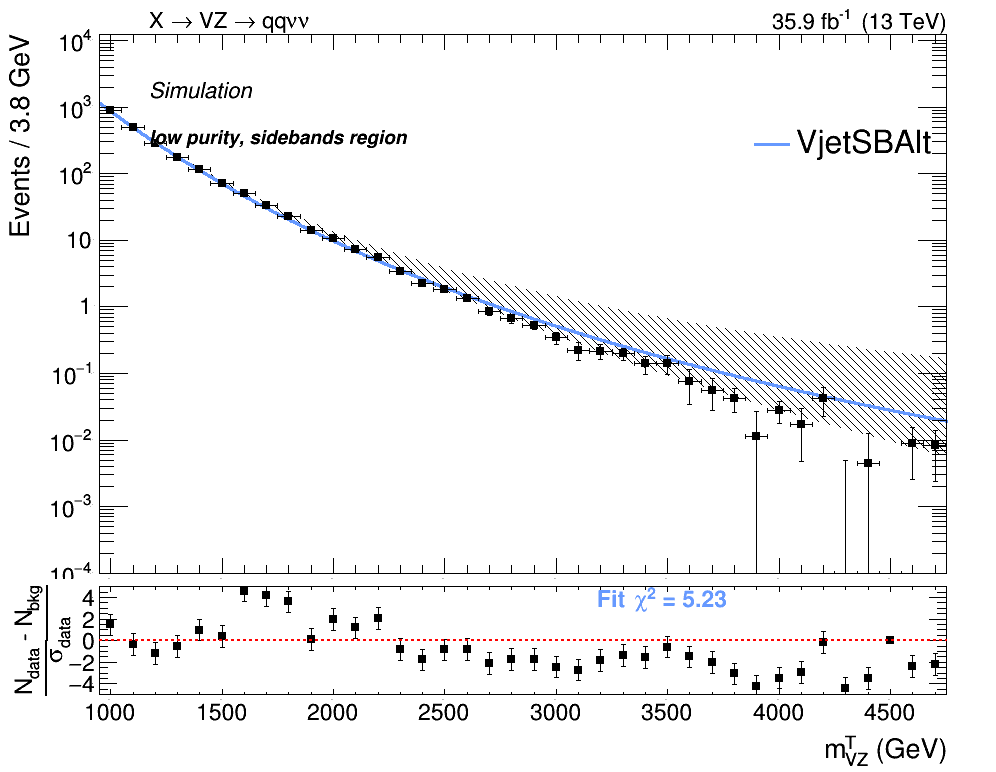 X → VZ → qqνν 35.9 fb⁻¹ (13 TeV)
Events / 3.8 GeV
10⁴
10³
10²
10
1
10⁻¹
10⁻²
10⁻³
10⁻⁴
Simulation
low purity, sidebands region
VjetSBAlt
N_data - N_bkg
σ_data
4
2
0
−2
−4
Fit χ² = 5.23
1000 1500 2000 2500 3000 3500 4000 4500
m^T_VZ (GeV)